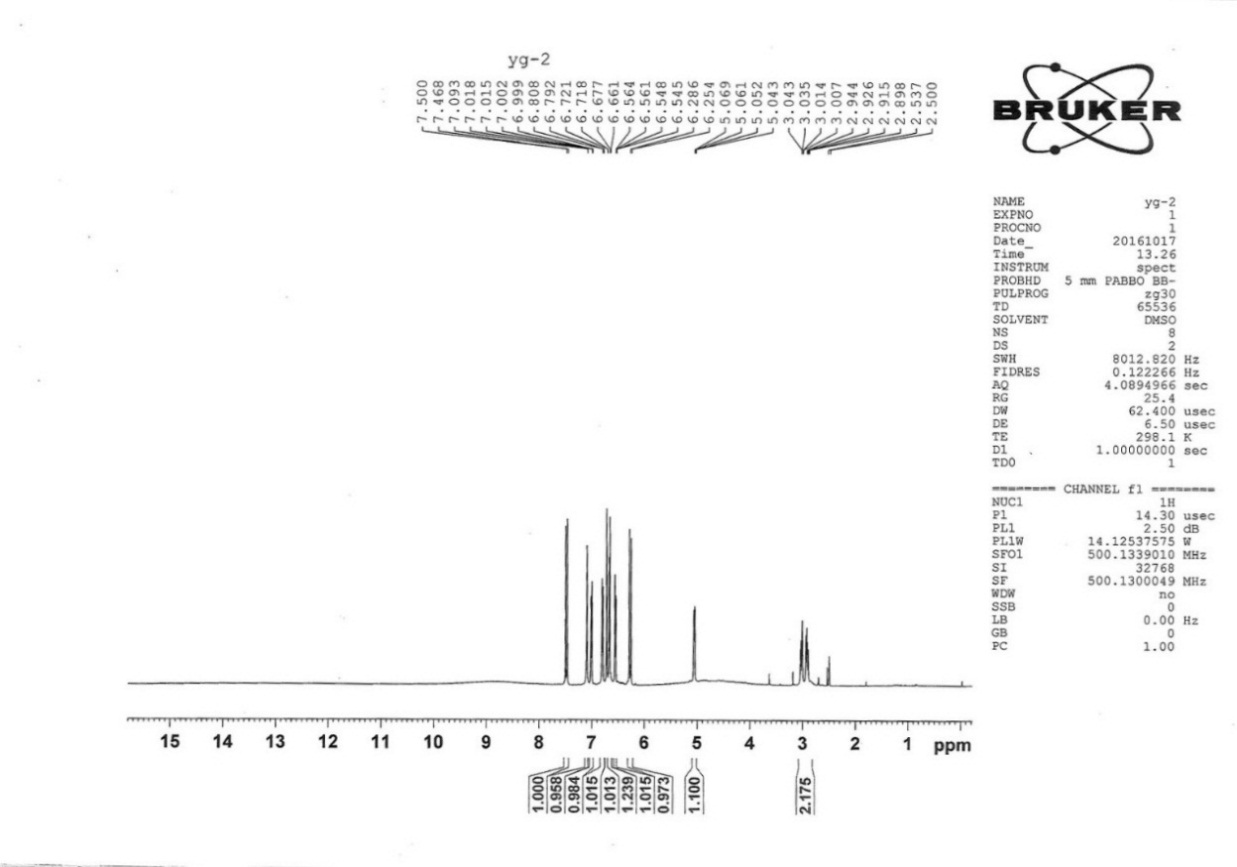 yg-2
7.500
7.468
7.093
7.018
7.015
7.002
6.999
6.808
6.792
6.721
6.718
6.677
6.661
6.564
6.561
6.548
6.545
6.286
6.254
5.069
5.061
5.052
5.043
3.043
3.035
3.014
3.007
2.944
2.926
2.915
2.898
2.537
2.500
BRUKER
NAME yg-2
EXPNO 1
PROCNO 1
Date_ 20161017
Time 13.26
INSTRUM spect
PROBHD 5 mm PABBO BB-
PULPROG zg30
TD 65536
SOLVENT DMSO
NS 8
DS 2
SWH 8012.820 Hz
FIDRES 0.122266 Hz
AQ 4.0894966 sec
RG 25.4
DW 62.400 usec
DE 6.50 usec
TE 298.1 K
D1 1.00000000 sec
TD0 1
======== CHANNEL f1 ========
NUC1 1H
P1 14.30 usec
PL1 2.50 dB
PL1W 14.12537575 W
SFO1 500.1339010 MHz
SI 32768
SF 500.1300049 MHz
WDW no
SSB 0
LB 0.00 Hz
GB 0
PC 1.00
15 14 13 12 11 10 9 8 7 6 5 4 3 2 1 ppm
1.000
0.958
0.984
1.015
1.013
1.239
1.015
0.973
1.100
2.175